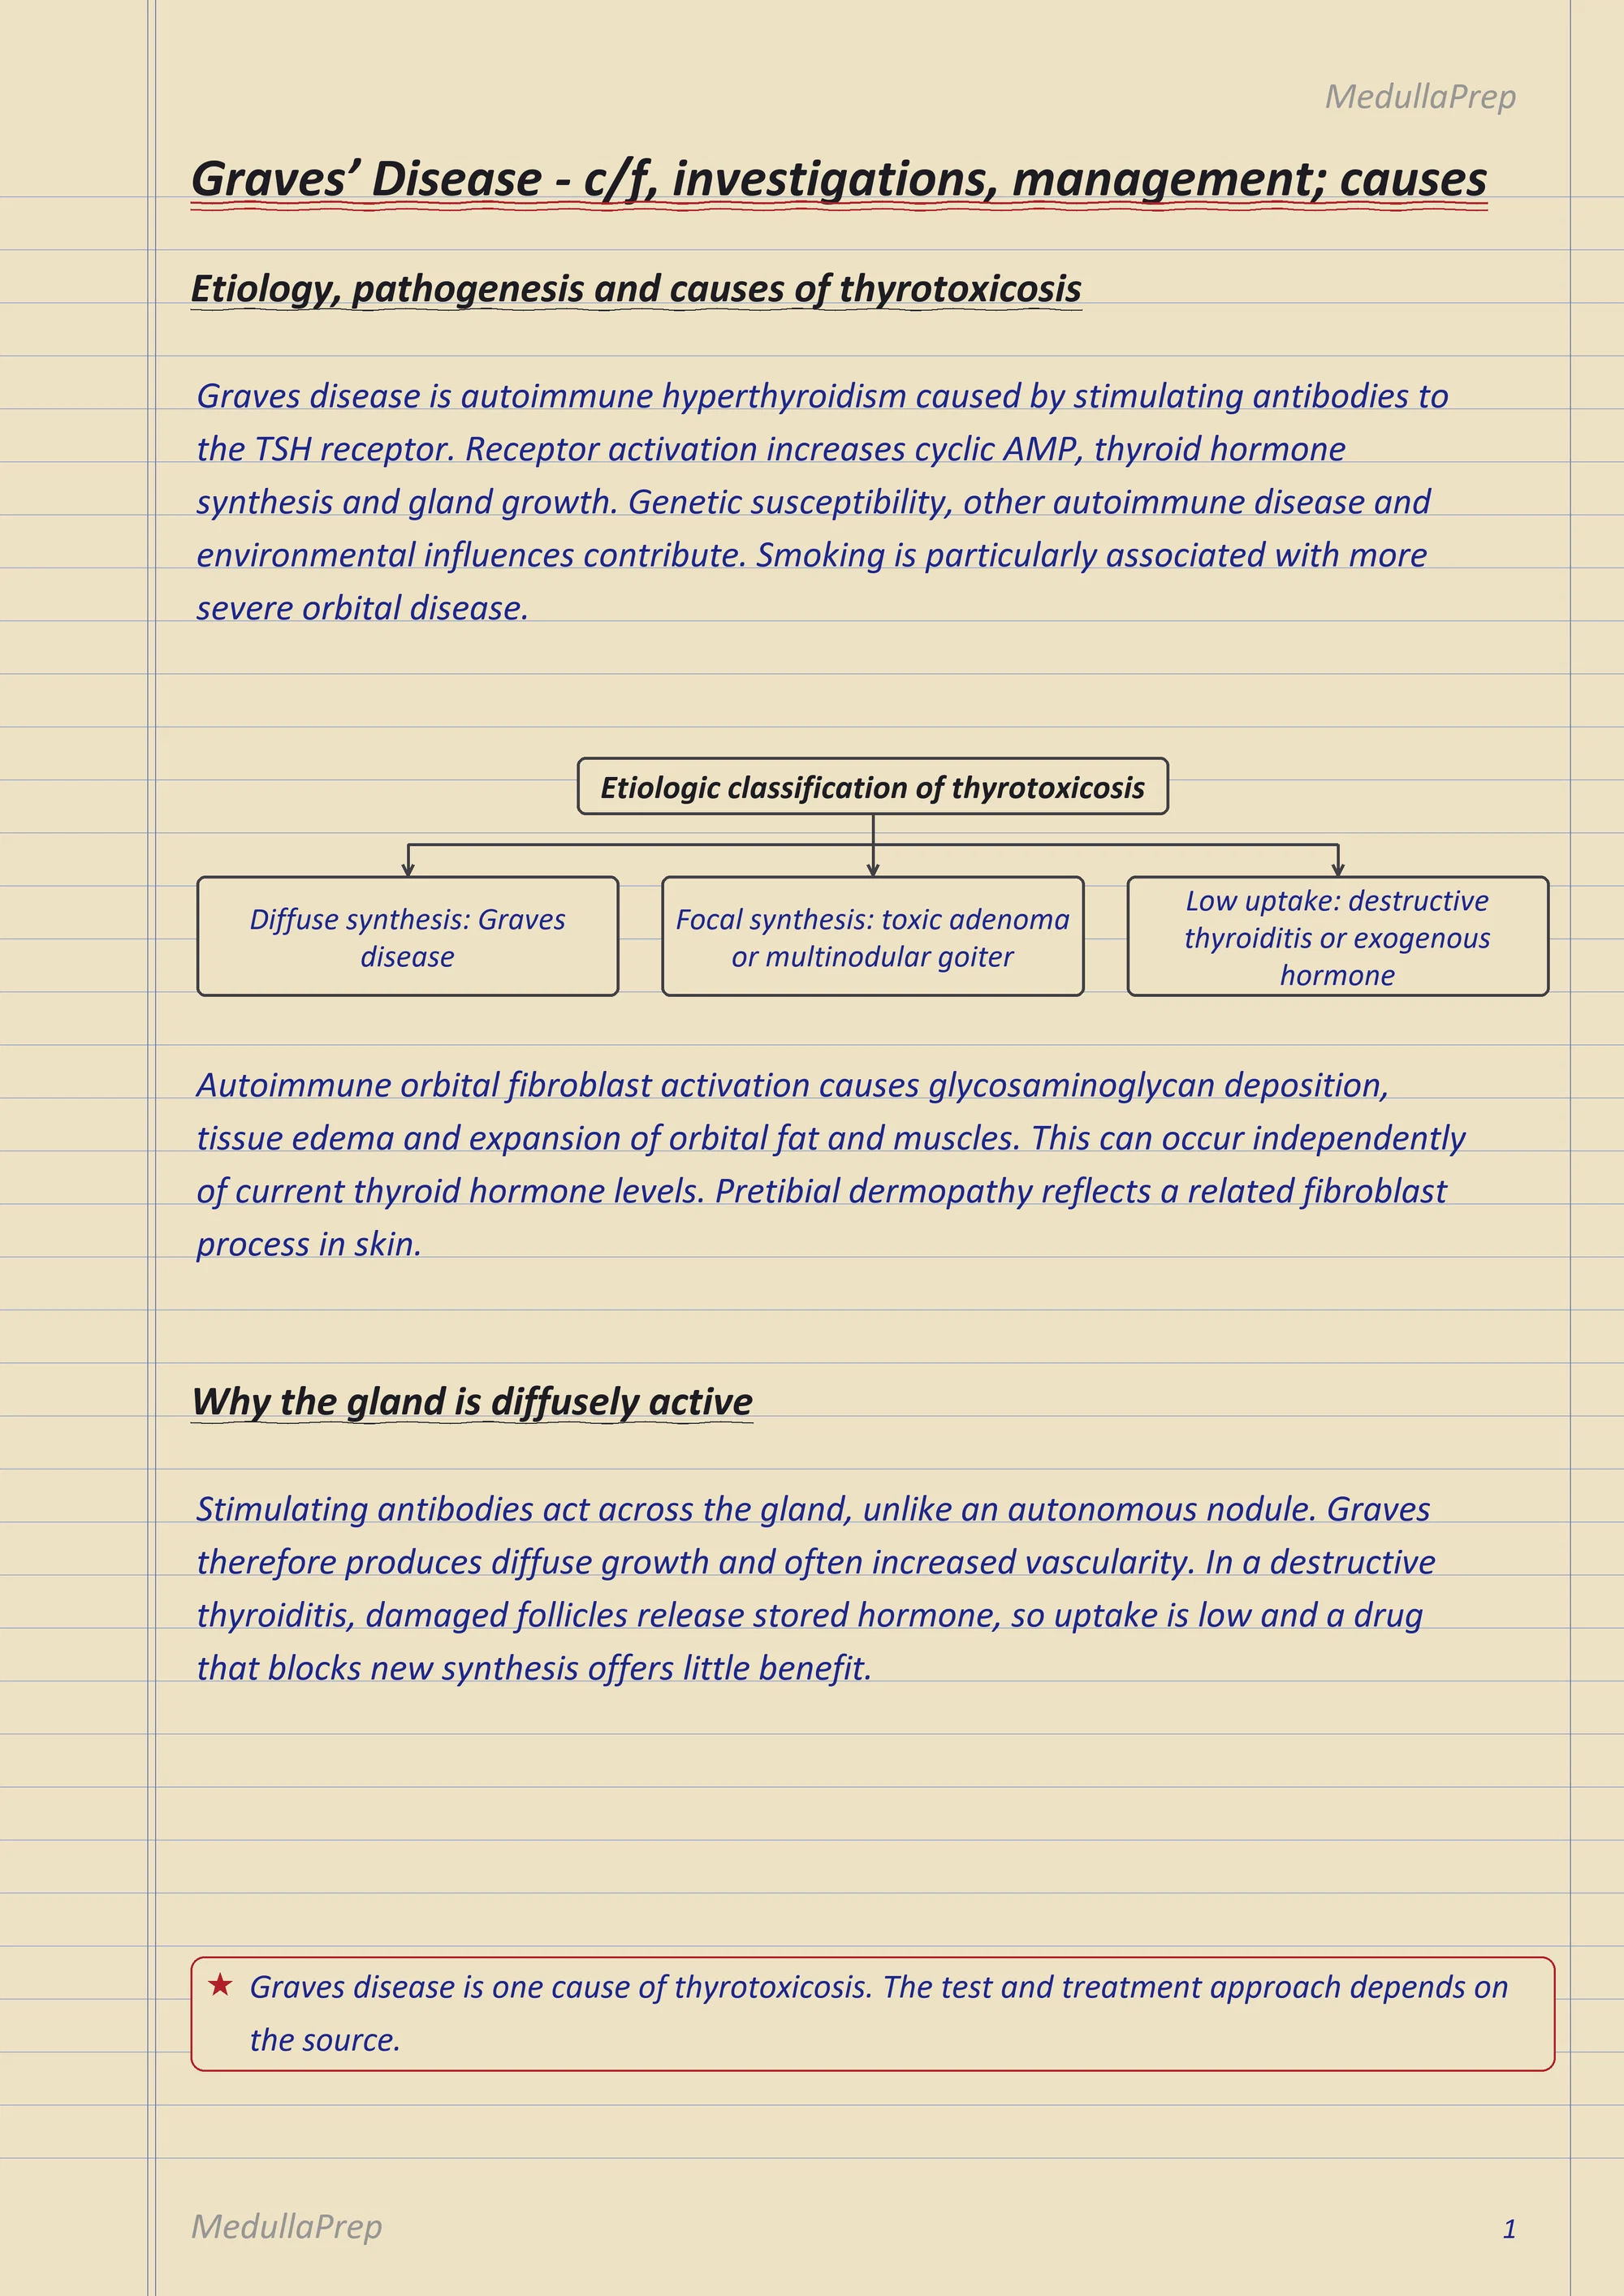 MedullaPrep
Graves’ Disease - c/f, investigations, management; causes
Etiology, pathogenesis and causes of thyrotoxicosis
Graves disease is autoimmune hyperthyroidism caused by stimulating antibodies to
the TSH receptor. Receptor activation increases cyclic AMP, thyroid hormone
synthesis and gland growth. Genetic susceptibility, other autoimmune disease and
environmental influences contribute. Smoking is particularly associated with more
severe orbital disease.
Etiologic classification of thyrotoxicosis
Diffuse synthesis: Graves
disease
Focal synthesis: toxic adenoma
or multinodular goiter
Low uptake: destructive
thyroiditis or exogenous
hormone
Autoimmune orbital fibroblast activation causes glycosaminoglycan deposition,
tissue edema and expansion of orbital fat and muscles. This can occur independently
of current thyroid hormone levels. Pretibial dermopathy reflects a related fibroblast
process in skin.
Why the gland is diffusely active
Stimulating antibodies act across the gland, unlike an autonomous nodule. Graves
therefore produces diffuse growth and often increased vascularity. In a destructive
thyroiditis, damaged follicles release stored hormone, so uptake is low and a drug
that blocks new synthesis offers little benefit.
★ Graves disease is one cause of thyrotoxicosis. The test and treatment approach depends on
the source.
MedullaPrep
1